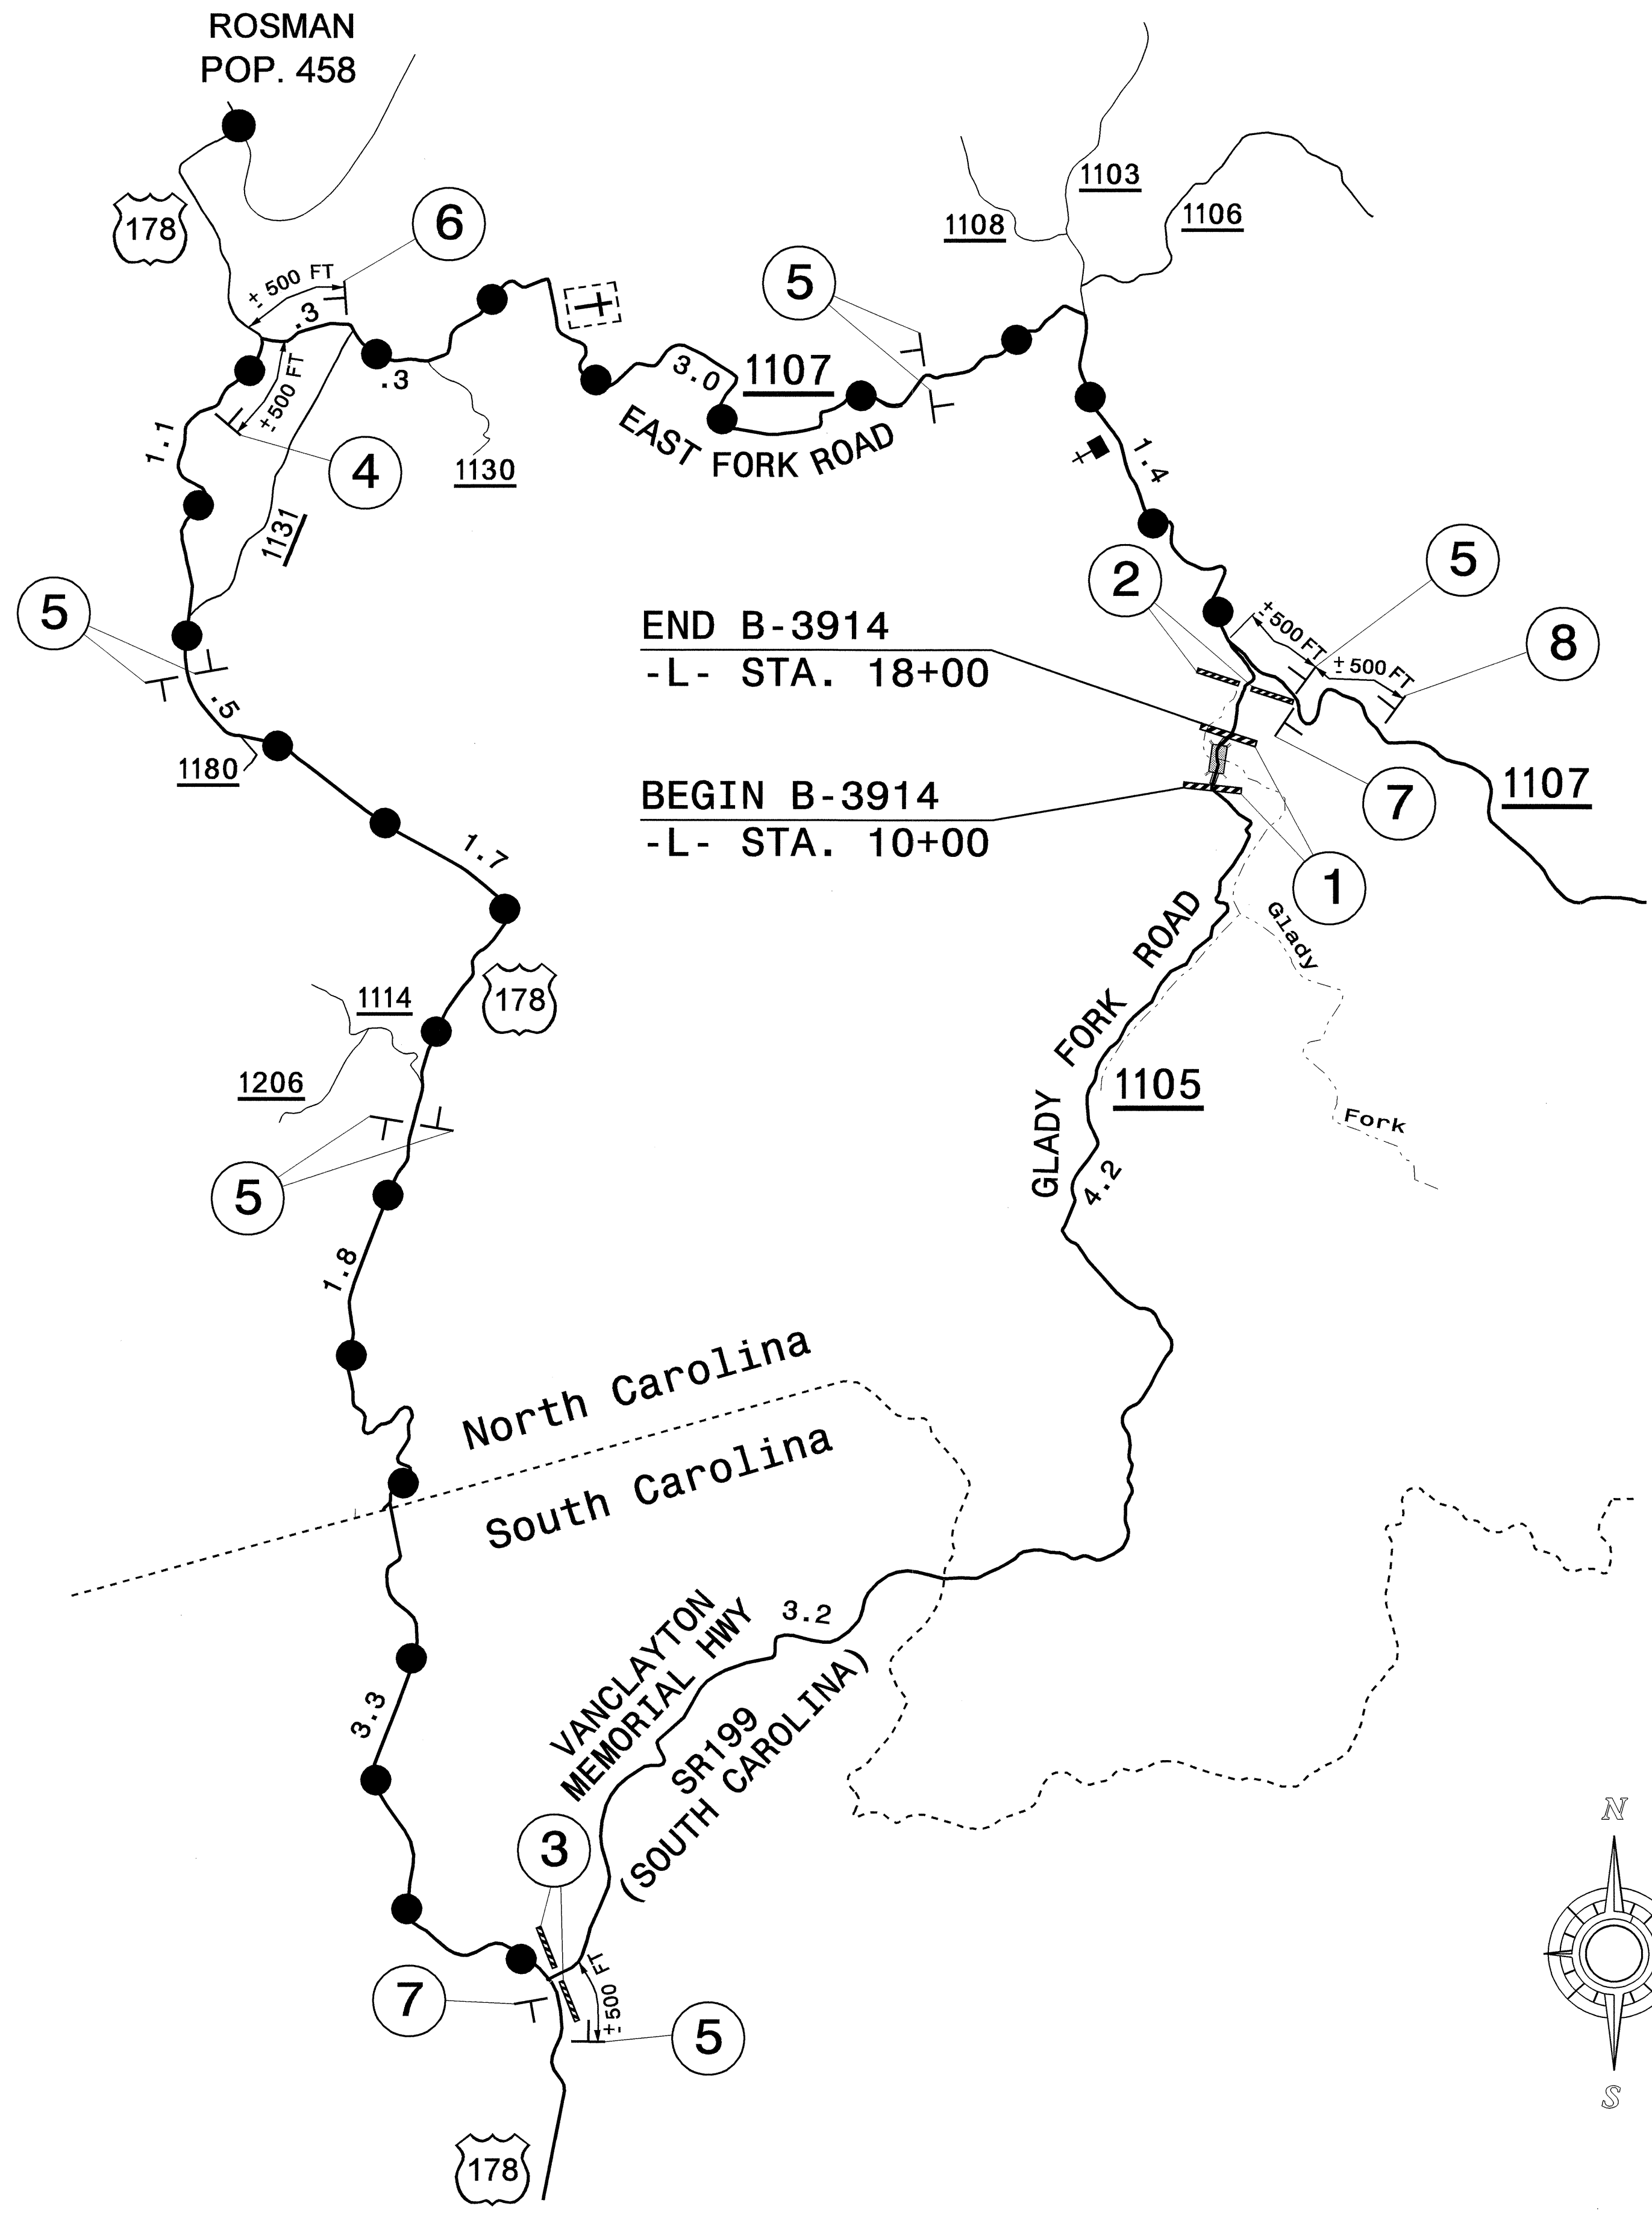 ROSMAN
POP. 458
178
6
± 500 FT
.3
.3
1.1
±500 FT
4
1131
1130
5
3.0
1107
EAST FORK ROAD
1108
1103
1106
1.4
5
2
5
±500 FT
8
± 500 FT
END B-3914
-L- STA. 18+00
BEGIN B-3914
-L- STA. 10+00
7
1107
1
.5
1180
1.7
178
1114
1206
5
1.8
GLADY FORK ROAD
1105
4.2
Glady
Fork
North Carolina
South Carolina
3.3
VANCLAYTON
MEMORIAL HWY
3.2
SR199
(SOUTH CAROLINA)
3
7
±500 FT
5
178
N
S